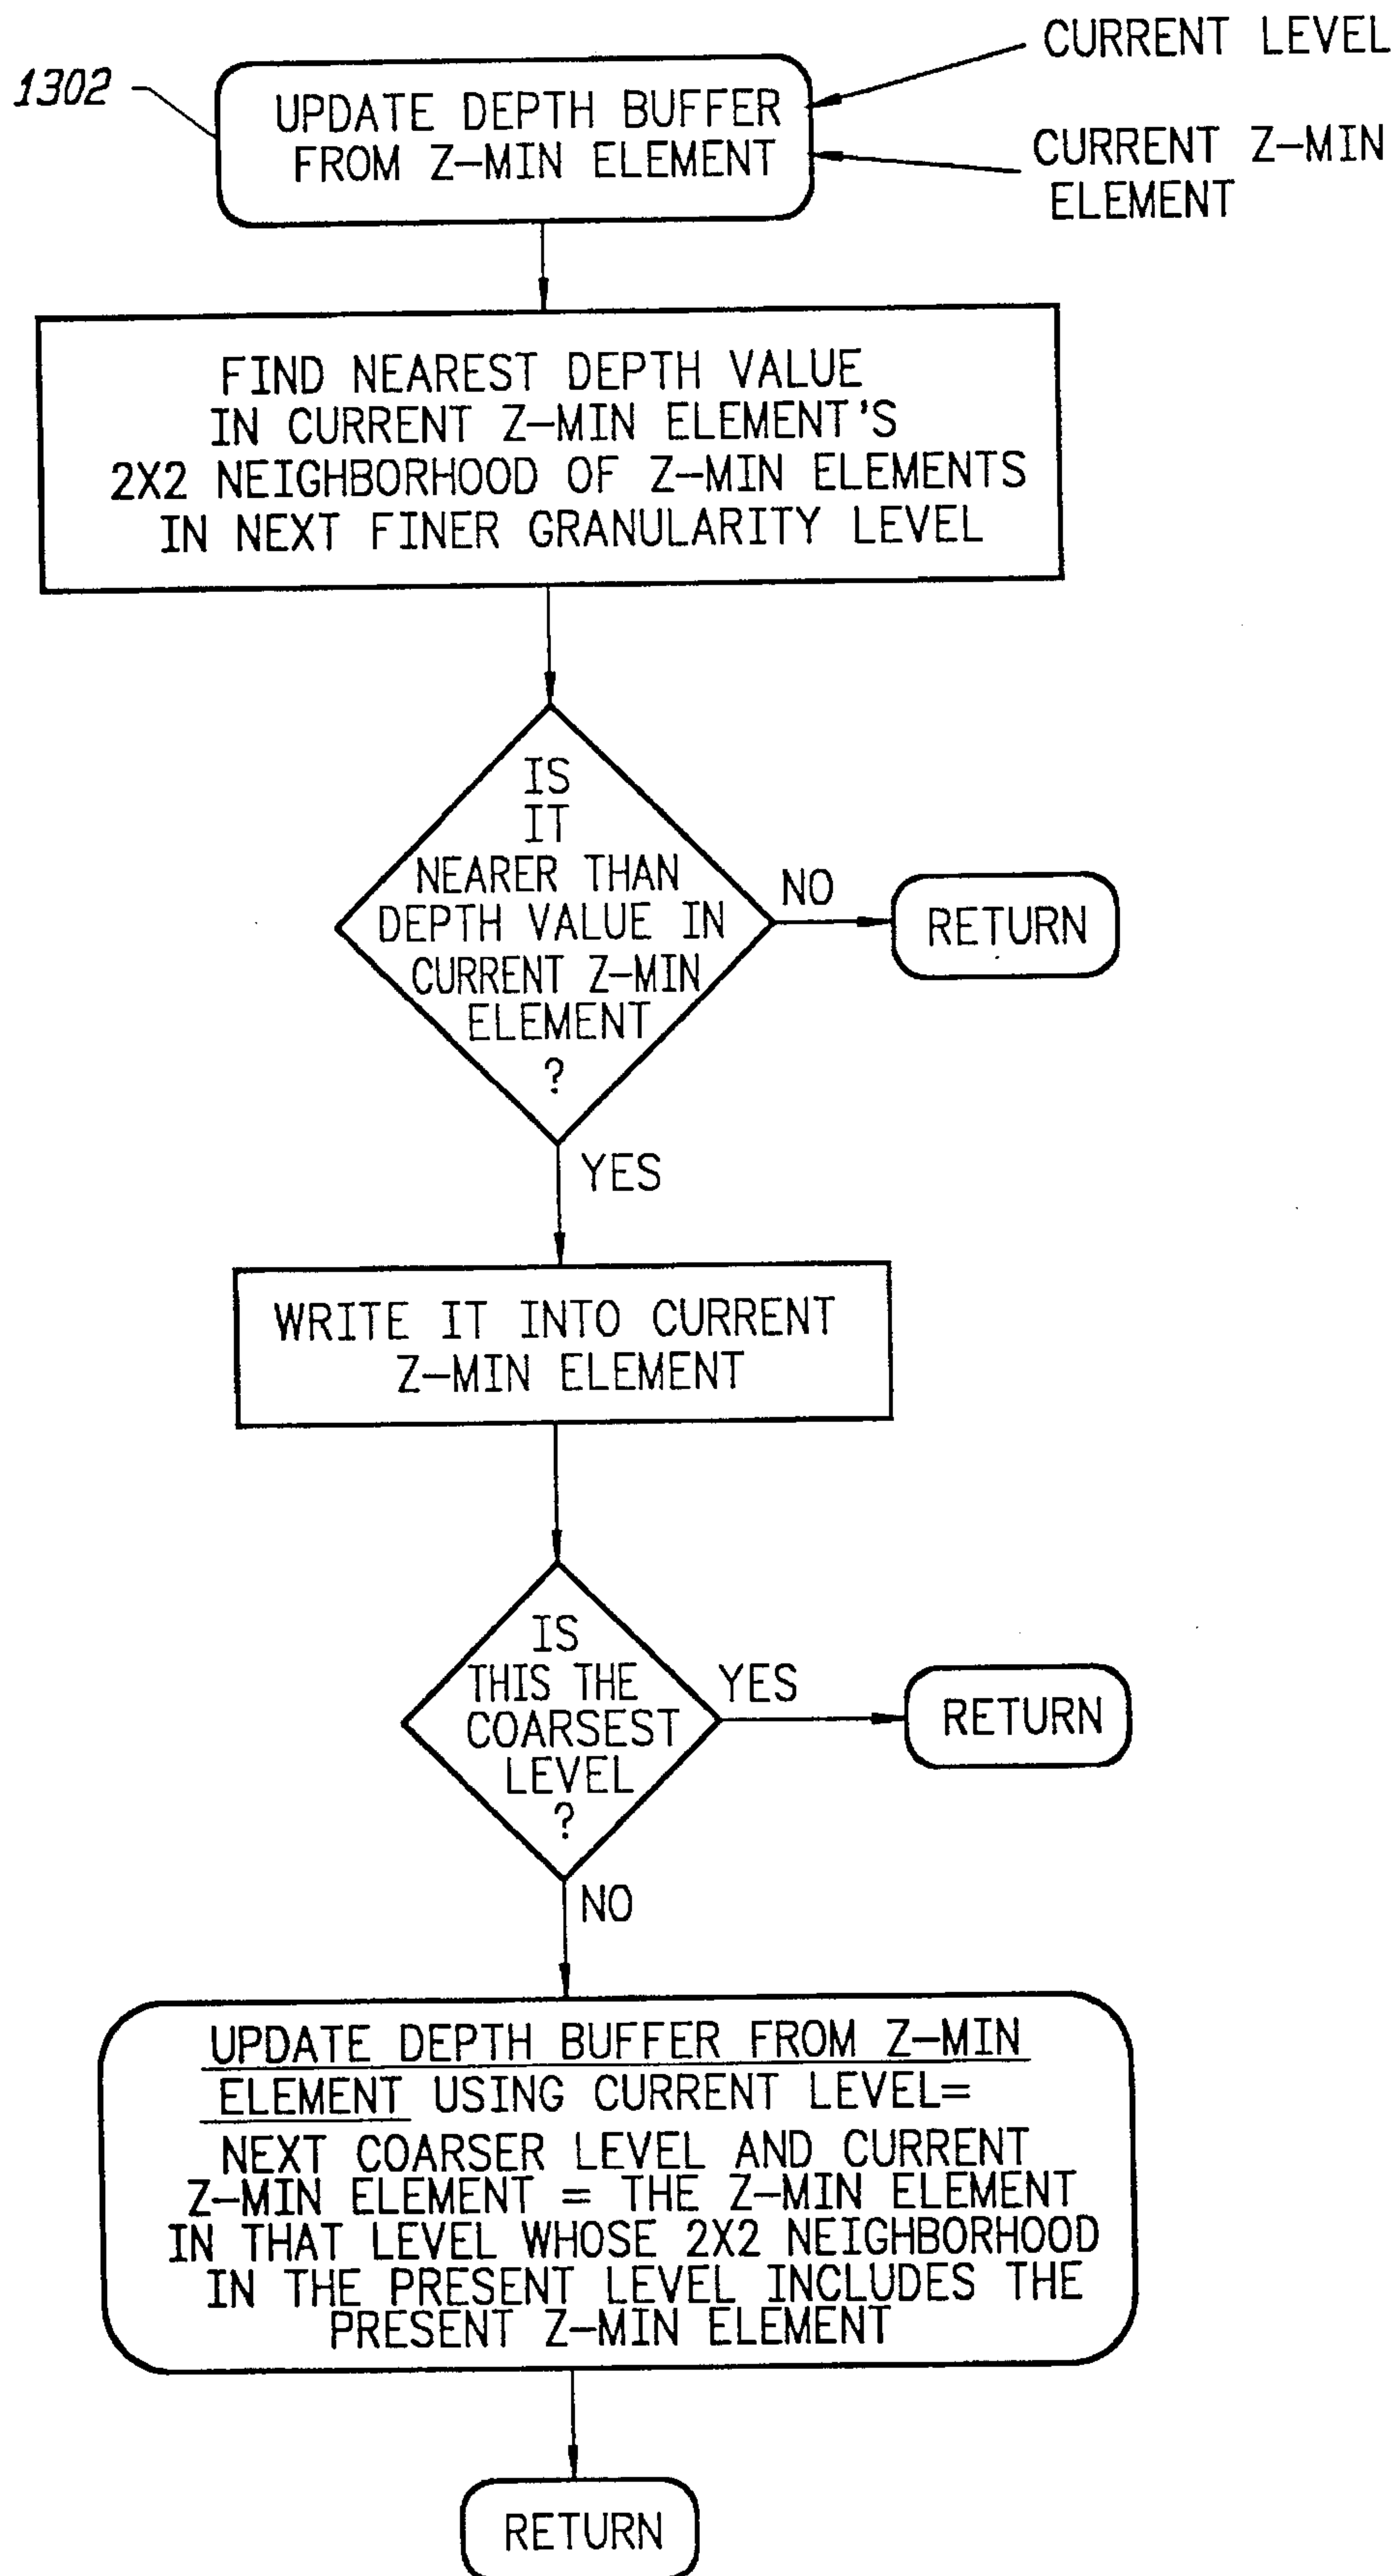 CURRENT LEVEL
1302
UPDATE DEPTH BUFFER
FROM Z-MIN ELEMENT
CURRENT Z-MIN
ELEMENT
FIND NEAREST DEPTH VALUE
IN CURRENT Z-MIN ELEMENT'S
2X2 NEIGHBORHOOD OF Z-MIN ELEMENTS
IN NEXT FINER GRANULARITY LEVEL
IS
IT
NEARER THAN
DEPTH VALUE IN
CURRENT Z-MIN
ELEMENT
?
NO
RETURN
YES
WRITE IT INTO CURRENT
Z-MIN ELEMENT
IS
THIS THE
COARSEST
LEVEL
?
YES
RETURN
NO
UPDATE DEPTH BUFFER FROM Z-MIN
ELEMENT USING CURRENT LEVEL=
NEXT COARSER LEVEL AND CURRENT
Z-MIN ELEMENT = THE Z-MIN ELEMENT
IN THAT LEVEL WHOSE 2X2 NEIGHBORHOOD
IN THE PRESENT LEVEL INCLUDES THE
PRESENT Z-MIN ELEMENT
RETURN